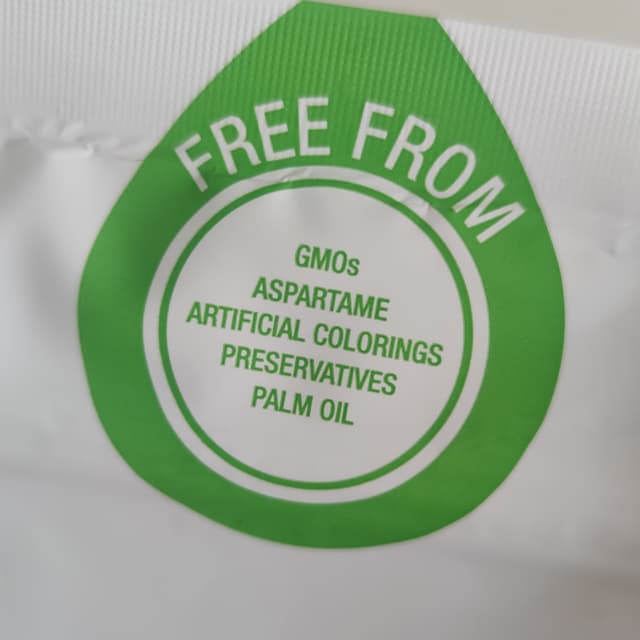 FREE FROM
GMOs
ASPARTAME
ARTIFICIAL COLORINGS
PRESERVATIVES
PALM OIL